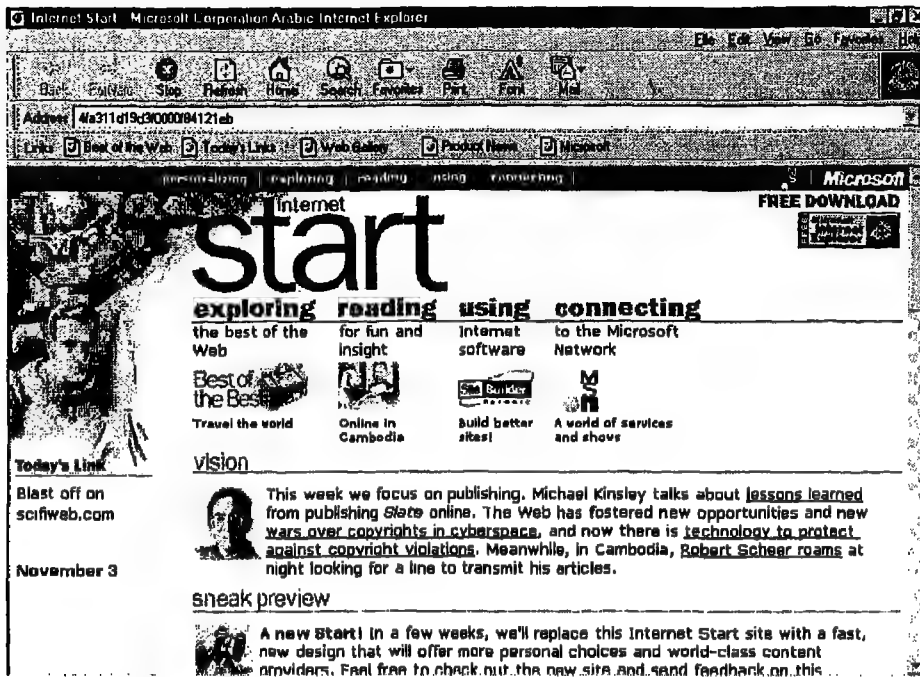 Internet Start Microsoft Corporation Arabic Internet Explorer
File Edit View Go Favorites Help
Back Forward Stop Refresh Home Search Favorites Print Font Mail
Address 4fa311d19d3f0000f84121eb
Links Best of the Web Today's Links Web Gallery Product News Microsoft
personalizing | exploring | reading using connecting | Microsoft
FREE DOWNLOAD
Internet
start
exploring reading using connecting
the best of the Web
for fun and insight
Internet software
to the Microsoft Network
Best of the Best
Site Builder
MSN
Travel the world
Online in Cambodia
Build better sites!
A world of services and shows
Today's Link
Blast off on
scifiweb.com
November 3
vision
This week we focus on publishing. Michael Kinsley talks about lessons learned
from publishing Slate online. The Web has fostered new opportunities and new
wars over copyrights in cyberspace, and now there is technology to protect
against copyright violations. Meanwhile, in Cambodia, Robert Scheer roams at
night looking for a line to transmit his articles.
sneak preview
A new Start! In a few weeks, we'll replace this Internet Start site with a fast,
new design that will offer more personal choices and world-class content
providers. Feel free to check out the new site and send feedback on this